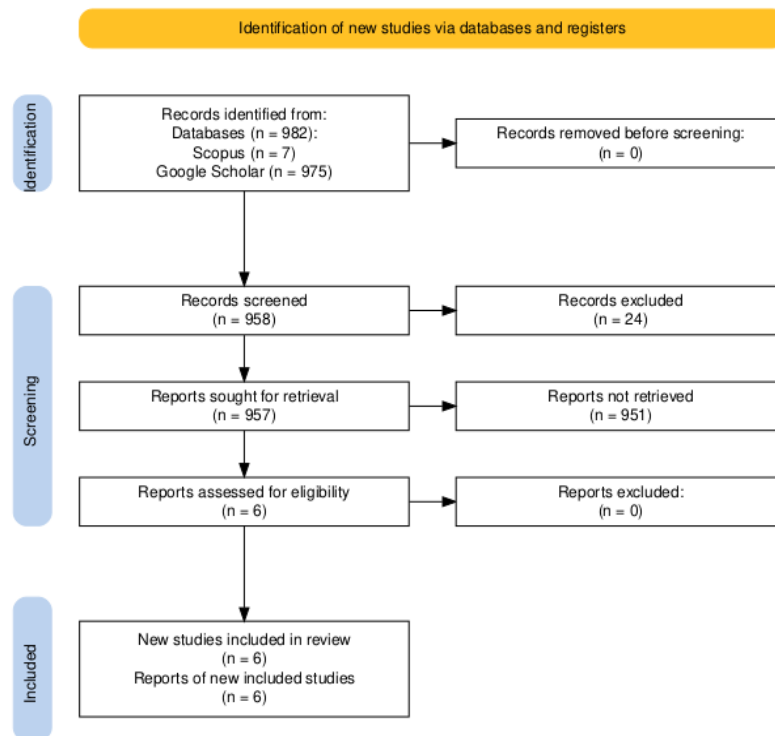 Identification of new studies via databases and registers
Identification
Records identified from:
Databases (n = 982):
Scopus (n = 7)
Google Scholar (n = 975)
Records removed before screening:
(n = 0)
Screening
Records screened
(n = 958)
Records excluded
(n = 24)
Reports sought for retrieval
(n = 957)
Reports not retrieved
(n = 951)
Reports assessed for eligibility
(n = 6)
Reports excluded:
(n = 0)
Included
New studies included in review
(n = 6)
Reports of new included studies
(n = 6)